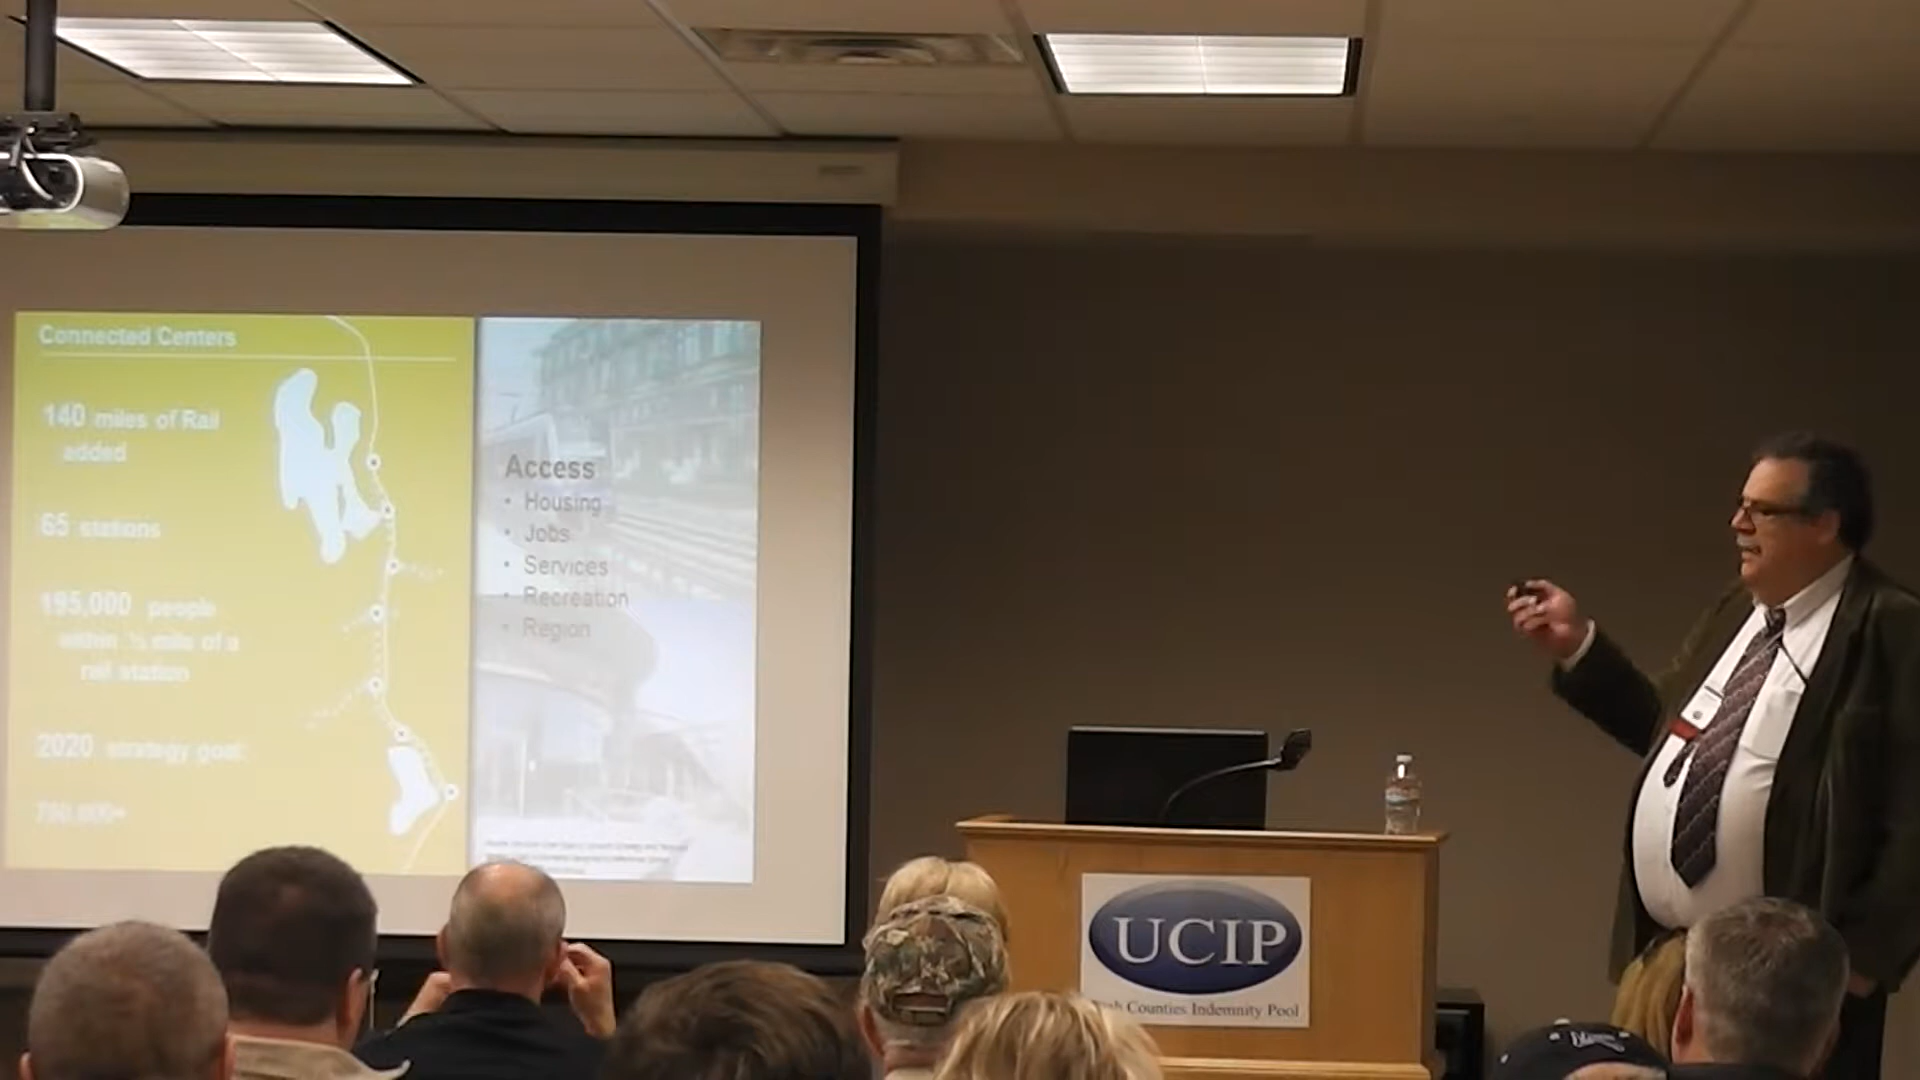 Connected Centers
140 miles of Rail
added
65 stations
195,000 people
within ½ mile of a
rail station
2020 strategy goal:
Access
• Housing
• Jobs
• Services
• Recreation
• Region
UCIP
Counties Indemnity Pool